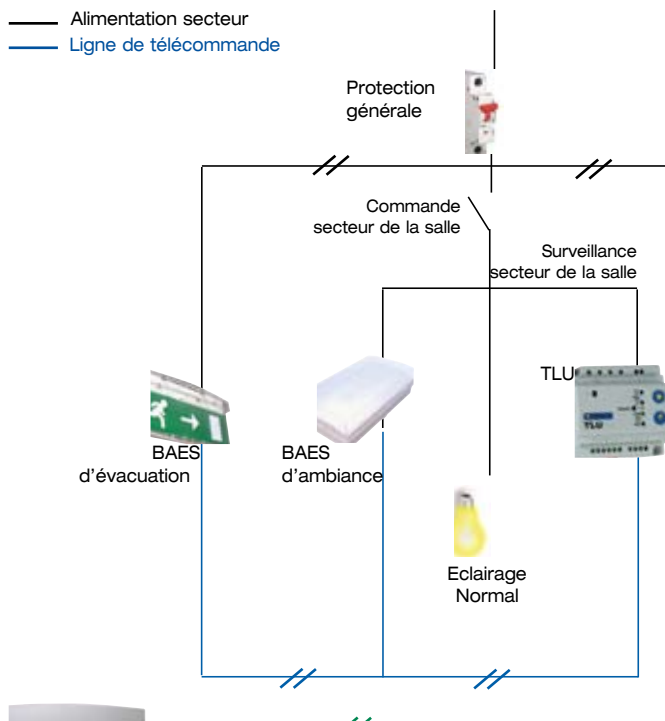 Alimentation secteur
Ligne de télécommande
Protection
générale
Commande
secteur de la salle
Surveillance
secteur de la salle
TLU
TLU
BAES
d’évacuation
BAES
d’ambiance
Eclairage
Normal